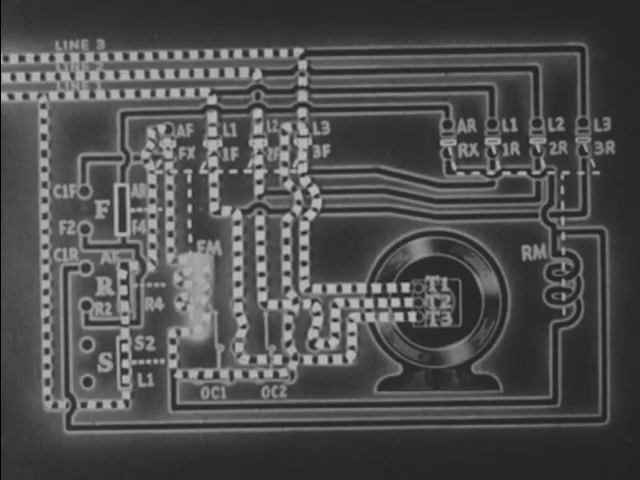 LINE 3
LINE 2
LINE 1
AF L1 L2 L3 AR L1 L2 L3
FX 1F 2F 3F RX 1R 2R 3R
C1F F AR
F2 F4
C1R AF FM RM
R R4
R2
T1
T2
T3
S2
S
L1
OC1 OC2